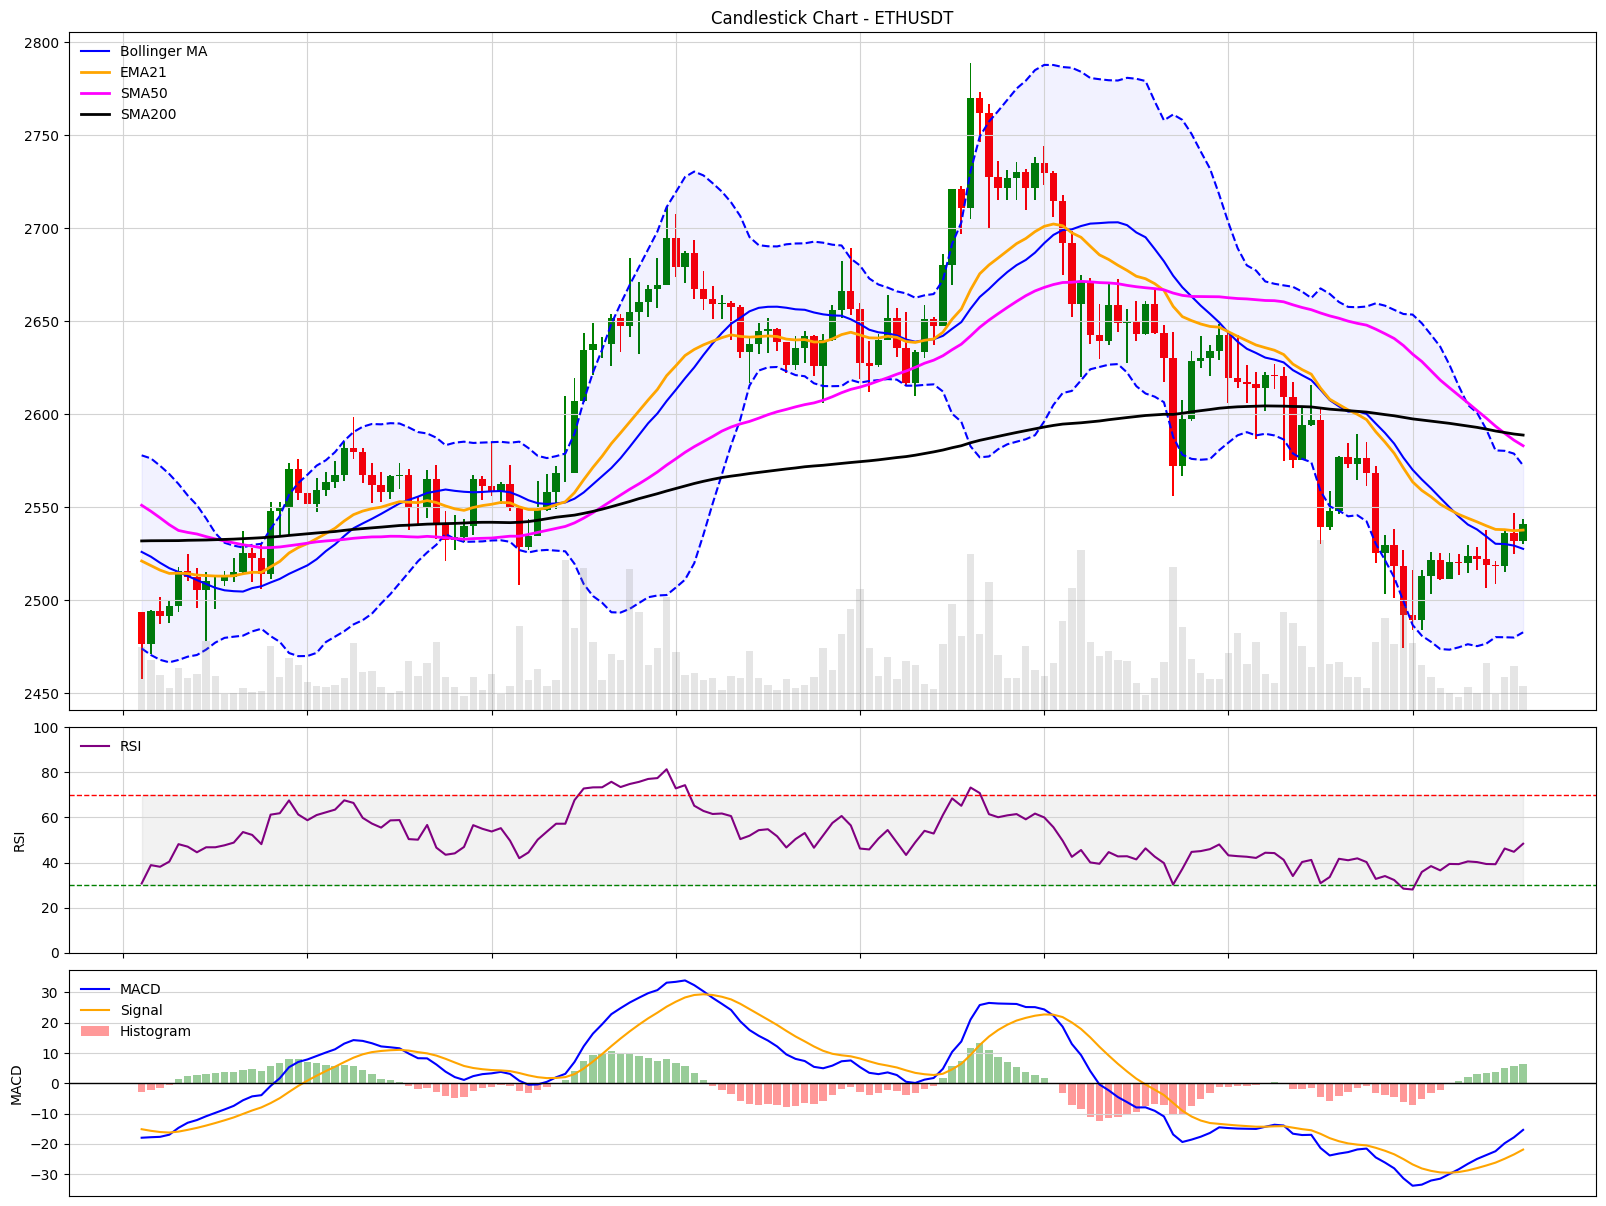 Candlestick Chart - ETHUSDT
2800
2750
2700
2650
2600
2550
2500
2450
Bollinger MA
EMA21
SMA50
SMA200
100
80
60
40
20
0
RSI
RSI
30
20
10
0
−10
−20
−30
MACD
MACD
Signal
Histogram